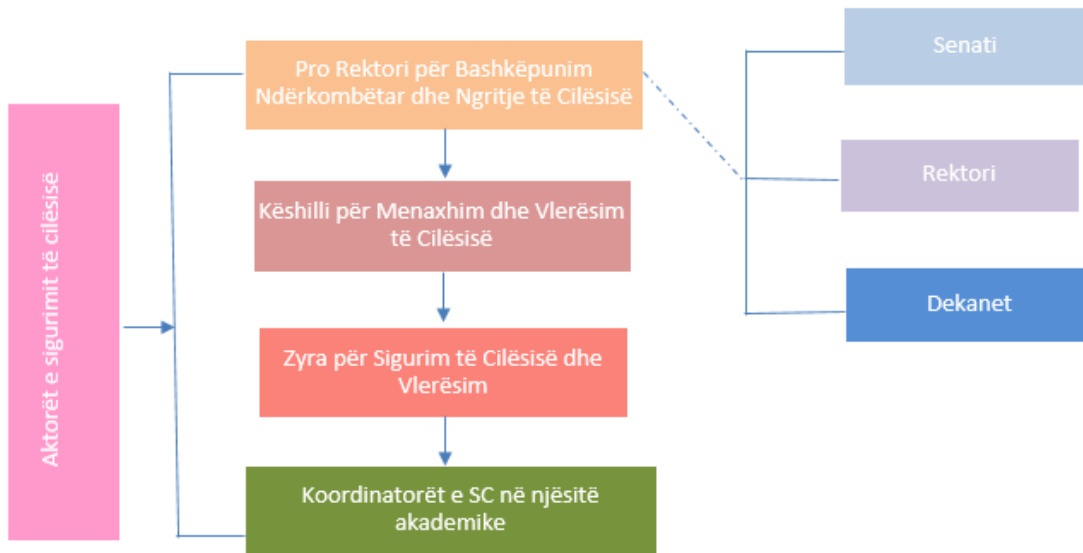 Aktorët e sigurimit të cilësisë
Pro Rektori për Bashkëpunim
Ndërkombëtar dhe Ngritje të Cilësisë
Këshilli për Menaxhim dhe Vlerësim
të Cilësisë
Zyra për Sigurim të Cilësisë dhe
Vlerësim
Koordinatorët e SC në njësitë
akademike
Senati
Rektori
Dekanet